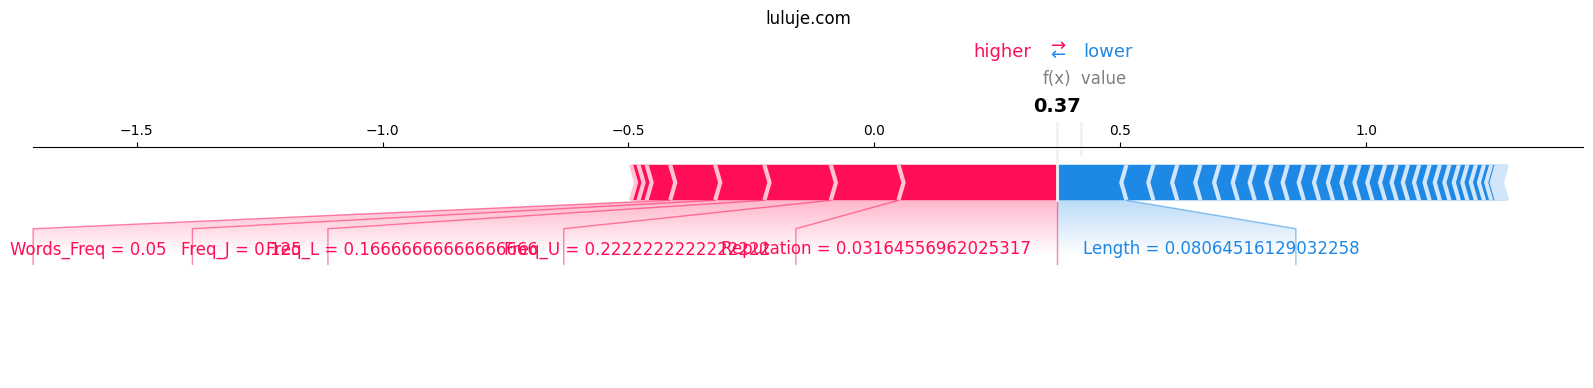 luluje.com
higher → ← lower
f(x) value
0.37
−1.5 −1.0 −0.5 0.0 0.5 1.0
Words_Freq = 0.05 Freq_J = 0.125 Freq_L = 0.16666666666666666 Freq_U = 0.2222222222222222 Reputation = 0.03164556962025317 Length = 0.08064516129032258